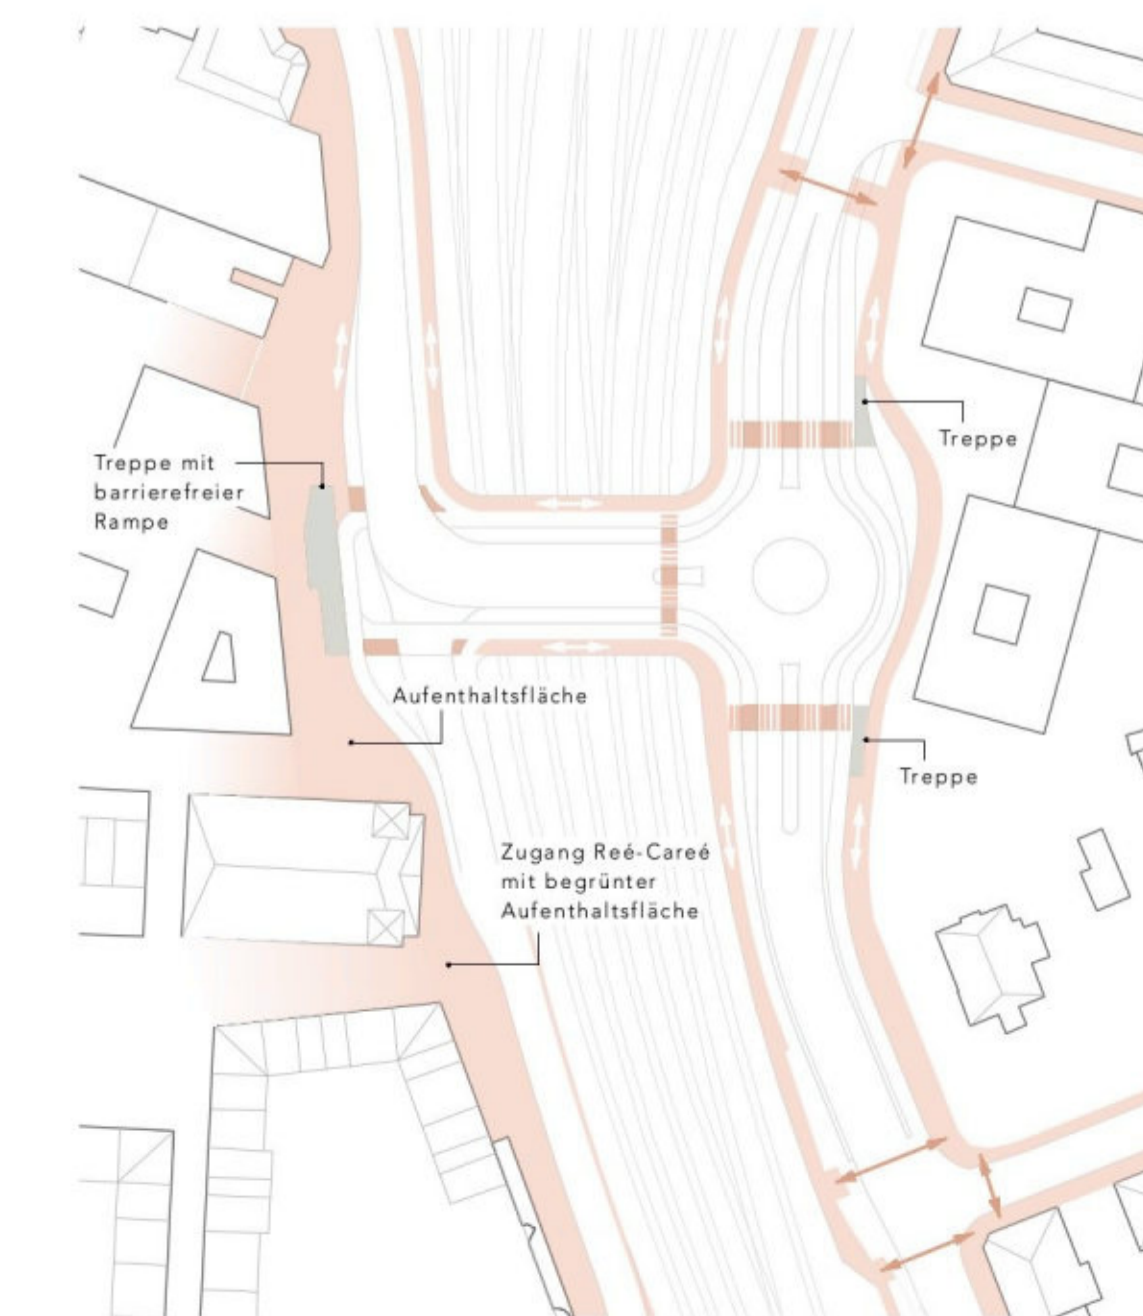 Treppe
Treppe mit
barrierefreier
Rampe
Aufenthaltsfläche
Treppe
Zugang Reé-Careé
mit begrünter
Aufenthaltsfläche